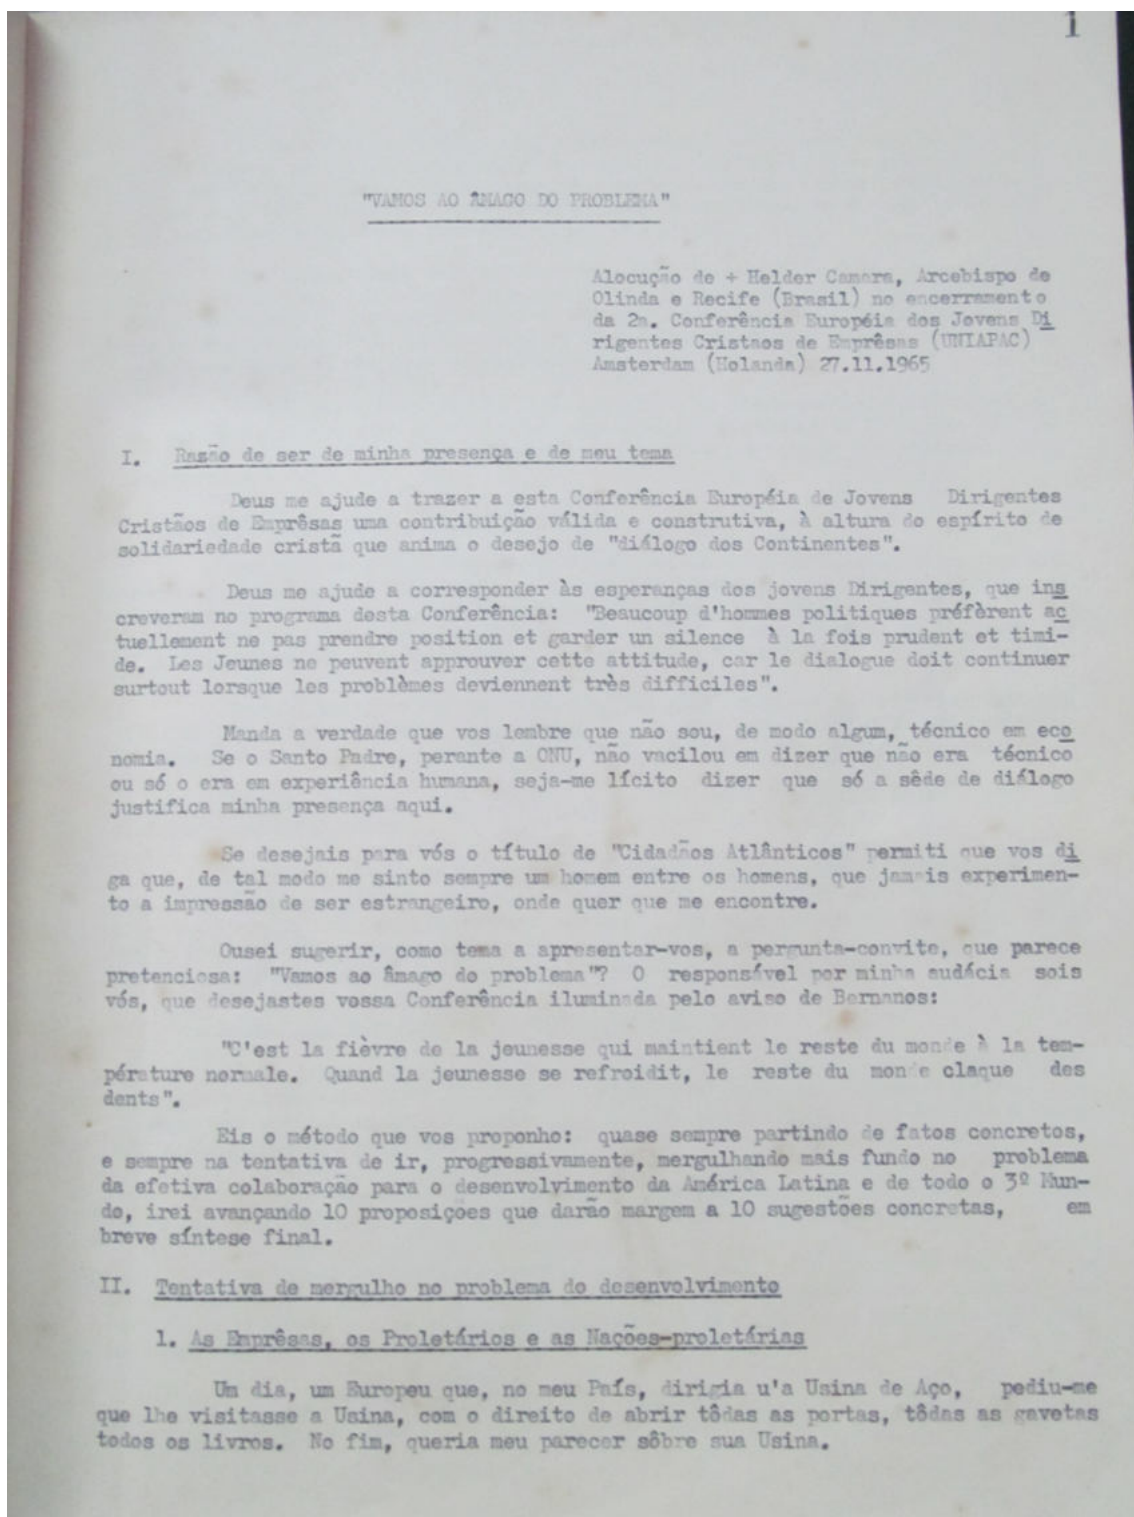 1
"VAMOS AO ÂMAGO DO PROBLEMA"
Alocução de + Helder Camara, Arcebispo de
Olinda e Recife (Brasil) no encerramento
da 2a. Conferência Européia dos Jovens Di
rigentes Cristaos de Emprêsas (UNIAPAC)
Amsterdam (Holanda) 27.11.1965
I. Razão de ser de minha presença e de meu tema
Deus me ajude a trazer a esta Conferência Européia de Jovens Dirigentes
Cristãos de Emprêsas uma contribuição válida e construtiva, à altura do espírito de
solidariedade cristã que anima o desejo de "diálogo dos Continentes".
Deus me ajude a corresponder às esperanças dos jovens Dirigentes, que ins
creveram no programa desta Conferência: "Beaucoup d'hommes politiques préfèrent ac
tuellement ne pas prendre position et garder un silence à la fois prudent et timi-
de. Les Jeunes ne peuvent approuver cette attitude, car le dialogue doit continuer
surtout lorsque les problèmes deviennent très difficiles".
Manda a verdade que vos lembre que não sou, de modo algum, técnico em eco
nomia. Se o Santo Padre, perante a ONU, não vacilou em dizer que não era técnico
ou só o era em experiência humana, seja-me lícito dizer que só a sêde de diálogo
justifica minha presença aqui.
Se desejais para vós o título de "Cidadãos Atlânticos" permiti que vos di
ga que, de tal modo me sinto sempre um homem entre os homens, que jamais experimen-
to a impressão de ser estrangeiro, onde quer que me encontre.
Ousei sugerir, como tema a apresentar-vos, a pergunta-convite, que parece
pretenciosa: "Vamos ao âmago do problema"? O responsável por minha audácia sois
vós, que desejastes vossa Conferência iluminada pelo aviso de Bernanos:
"C'est la fièvre de la jeunesse qui maintient le reste du monde à la tem-
pérature normale. Quand la jeunesse se refroidit, le reste du monde claque des
dents".
Eis o método que vos proponho: quase sempre partindo de fatos concretos,
e sempre na tentativa de ir, progressivamente, mergulhando mais fundo no problema
da efetiva colaboração para o desenvolvimento da América Latina e de todo o 3º Mun-
do, irei avançando 10 proposições que darão margem a 10 sugestões concretas, em
breve síntese final.
II. Tentativa de mergulho no problema do desenvolvimento
1. As Emprêsas, os Proletários e as Nações-proletárias
Um dia, um Europeu que, no meu País, dirigia u'a Usina de Aço, pediu-me
que lhe visitasse a Usina, com o direito de abrir tôdas as portas, tôdas as gavetas
todos os livros. No fim, queria meu parecer sôbre sua Usina.